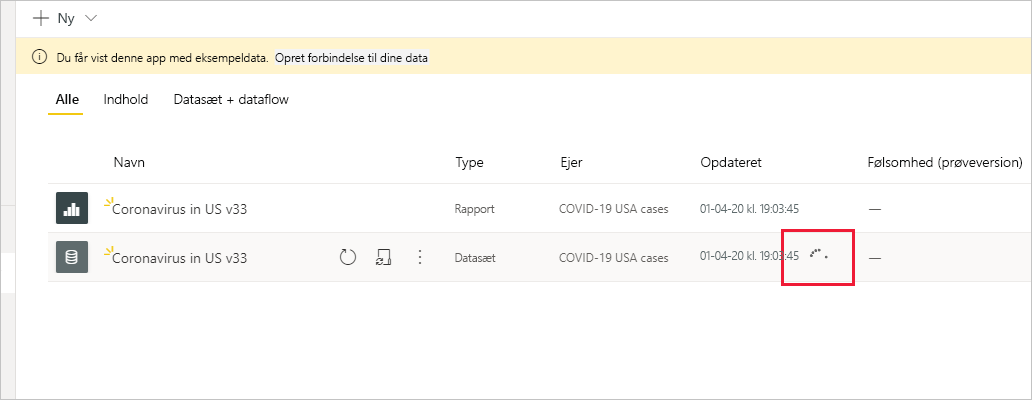 Ny
Du får vist denne app med eksempeldata. Opret forbindelse til dine data
Alle Indhold Datasæt + dataflow
Navn Type Ejer Opdateret Følsomhed (prøveversion)
Coronavirus in US v33 Rapport COVID-19 USA cases 01-04-20 kl. 19:03:45 —
Coronavirus in US v33 Datasæt COVID-19 USA cases 01-04-20 kl. 19:03:45 —